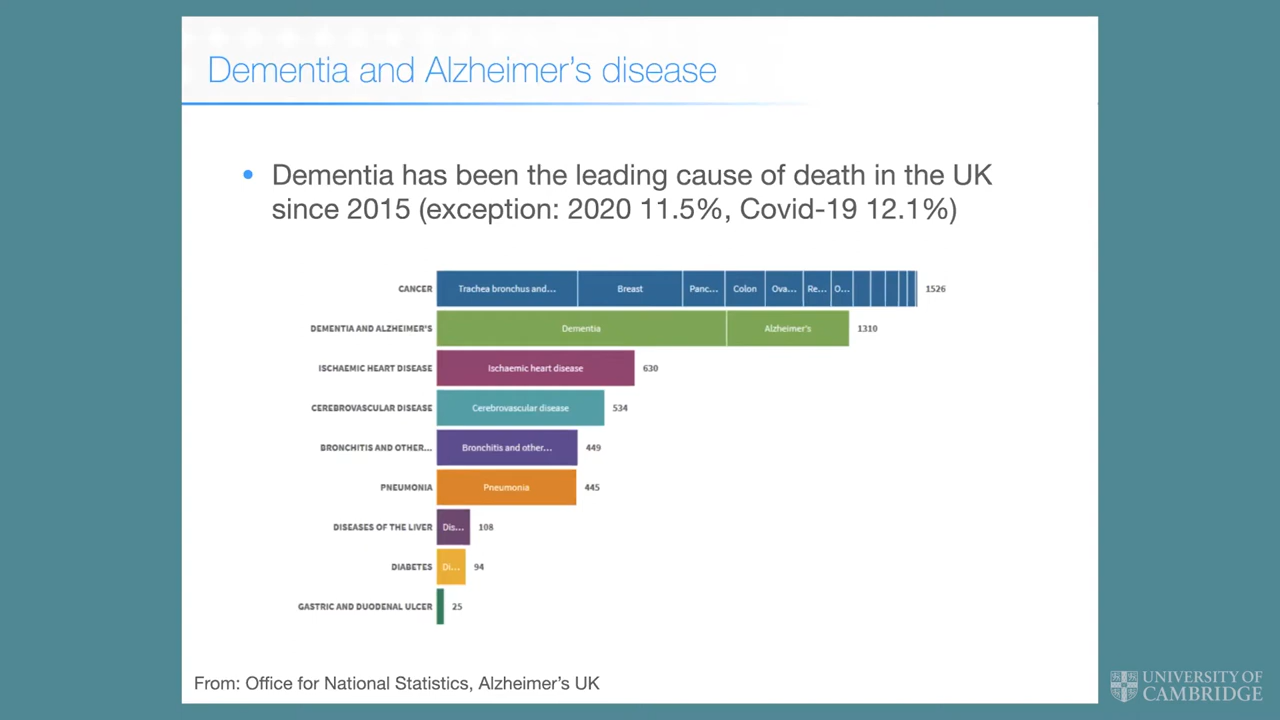 Dementia and Alzheimer's disease
• Dementia has been the leading cause of death in the UK
since 2015 (exception: 2020 11.5%, Covid-19 12.1%)
CANCER Trachea bronchus and... Breast Panc... Colon Ova... Re... O... 1526
DEMENTIA AND ALZHEIMER'S Dementia Alzheimer's 1310
ISCHAEMIC HEART DISEASE Ischaemic heart disease 630
CEREBROVASCULAR DISEASE Cerebrovascular disease 534
BRONCHITIS AND OTHER... Bronchitis and other... 449
PNEUMONIA Pneumonia 445
DISEASES OF THE LIVER Dis... 108
DIABETES Di... 94
GASTRIC AND DUODENAL ULCER 25
From: Office for National Statistics, Alzheimer's UK
UNIVERSITY OF
CAMBRIDGE